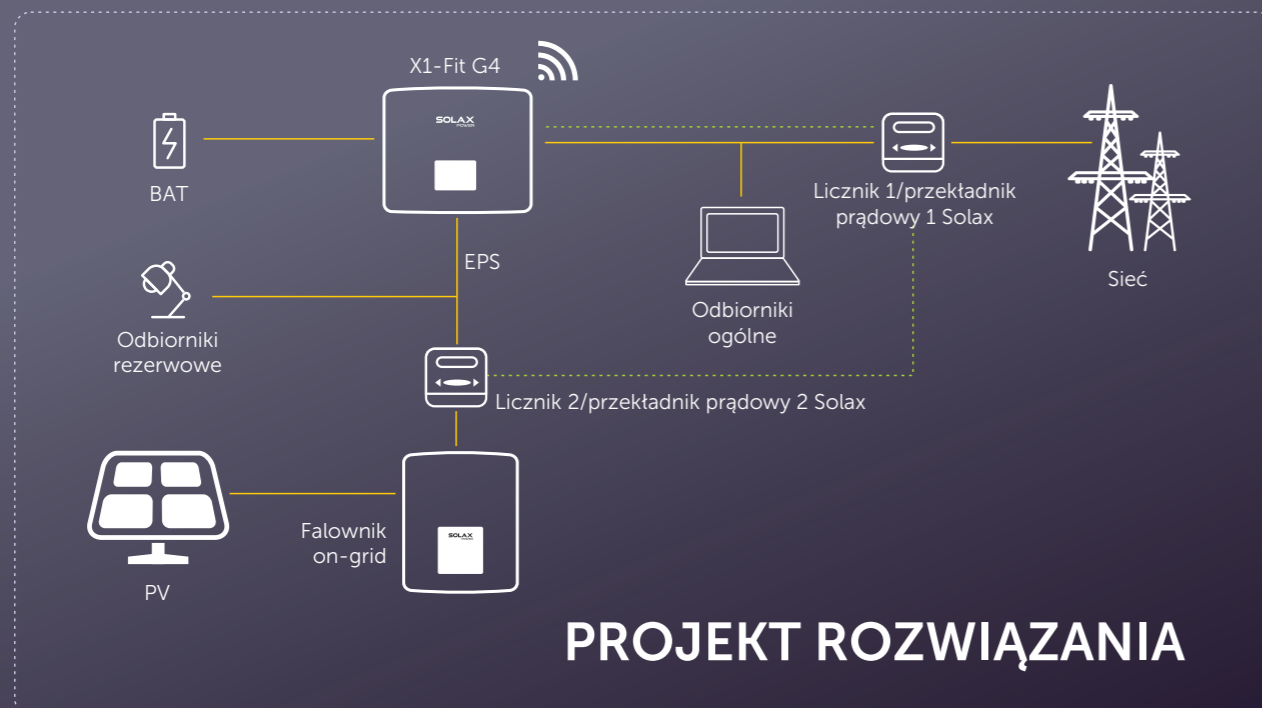 X1-Fit G4
SOLAX
POWER
BAT
Licznik 1/przekładnik
prądowy 1 Solax
Sieć
EPS
Odbiorniki
ogólne
Odbiorniki
rezerwowe
Licznik 2/przekładnik prądowy 2 Solax
Falownik
on-grid
SOLAX
POWER
PV
PROJEKT ROZWIĄZANIA